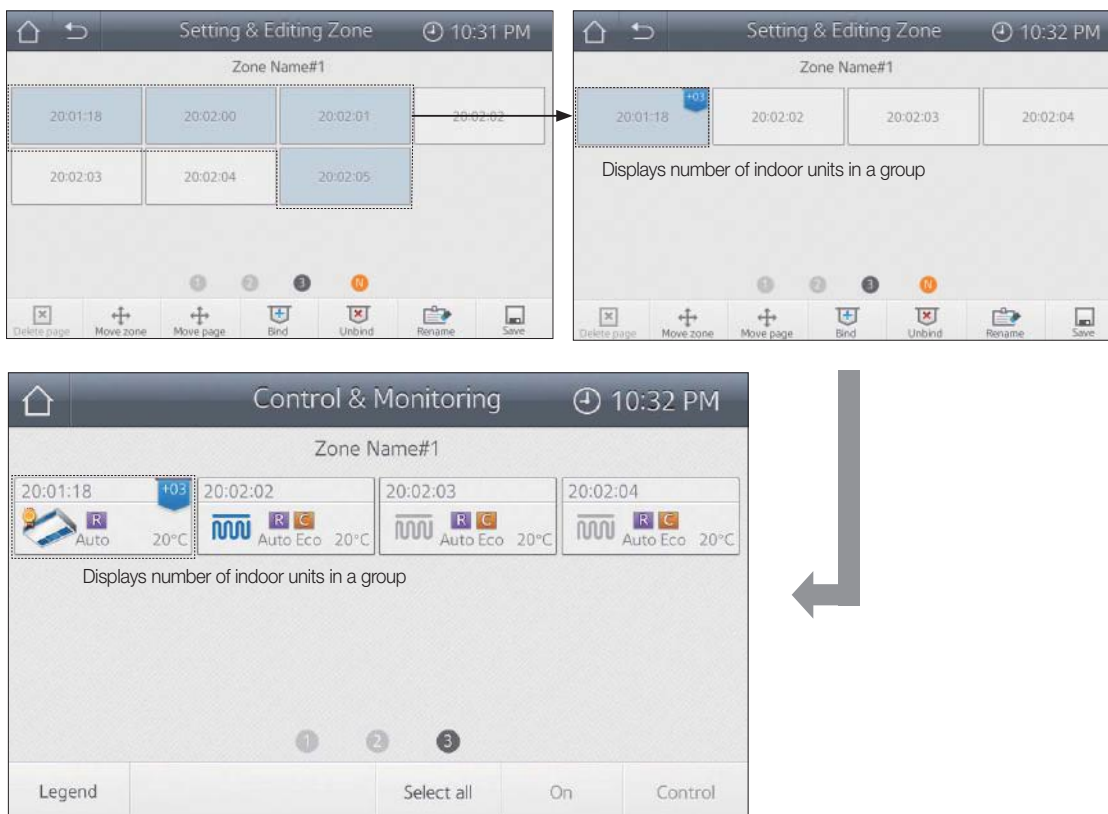 Setting & Editing Zone 10:31 PM
Zone Name#1
20:01:18 20:02:00 20:02:01 20:02:02
20:02:03 20:02:04 20:02:05
1 2 3 N
Delete page Move zone Move page Bind Unbind Rename Save
Setting & Editing Zone 10:32 PM
Zone Name#1
20:01:18 +03 20:02:02 20:02:03 20:02:04
Displays number of indoor units in a group
1 2 3 N
Delete page Move zone Move page Bind Unbind Rename Save
Control & Monitoring 10:32 PM
Zone Name#1
20:01:18 +03 20:02:02 20:02:03 20:02:04
R R C R C R C
Auto 20°C Auto Eco 20°C Auto Eco 20°C Auto Eco 20°C
Displays number of indoor units in a group
1 2 3
Legend Select all On Control